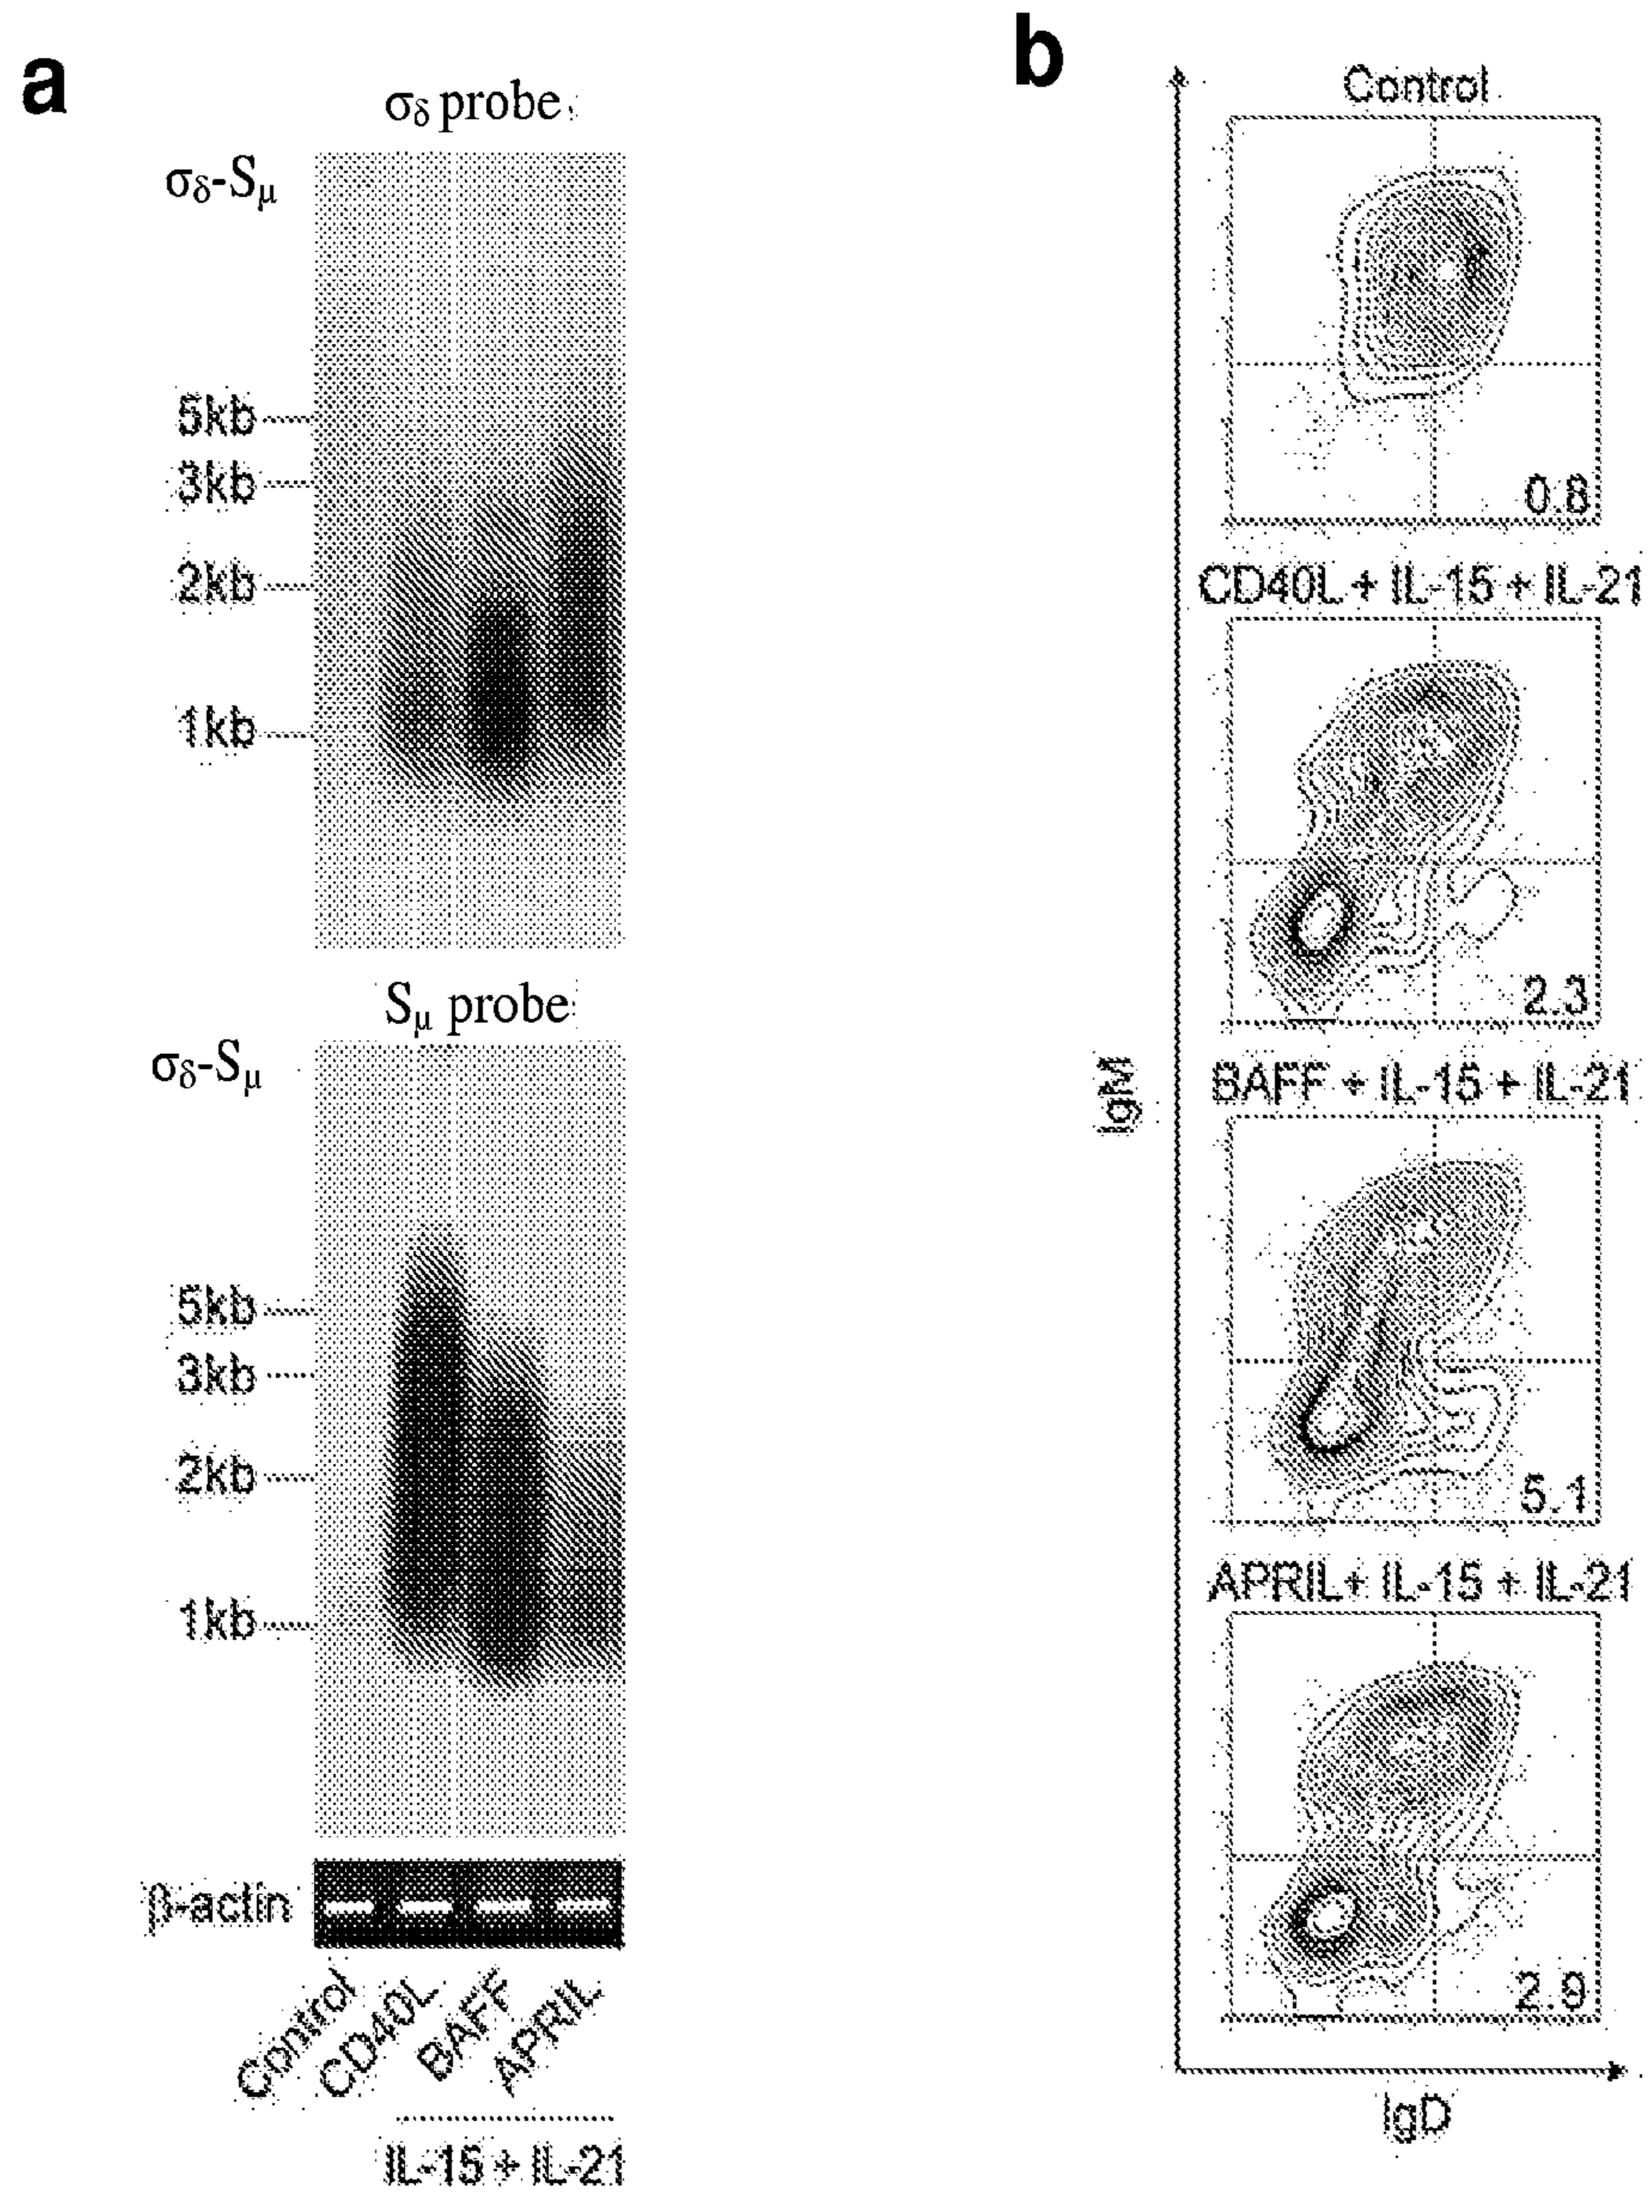 a
σδ probe
σδ-Sμ
5kb
3kb
2kb
1kb
Sμ probe
σδ-Sμ
5kb
3kb
2kb
1kb
β-actin
Control
CD40L
BAFF
APRIL
IL-15 + IL-21
b
Control
0.8
CD40L + IL-15 + IL-21
2.3
BAFF + IL-15 + IL-21
5.1
APRIL+ IL-15 + IL-21
2.9
IgM
IgD